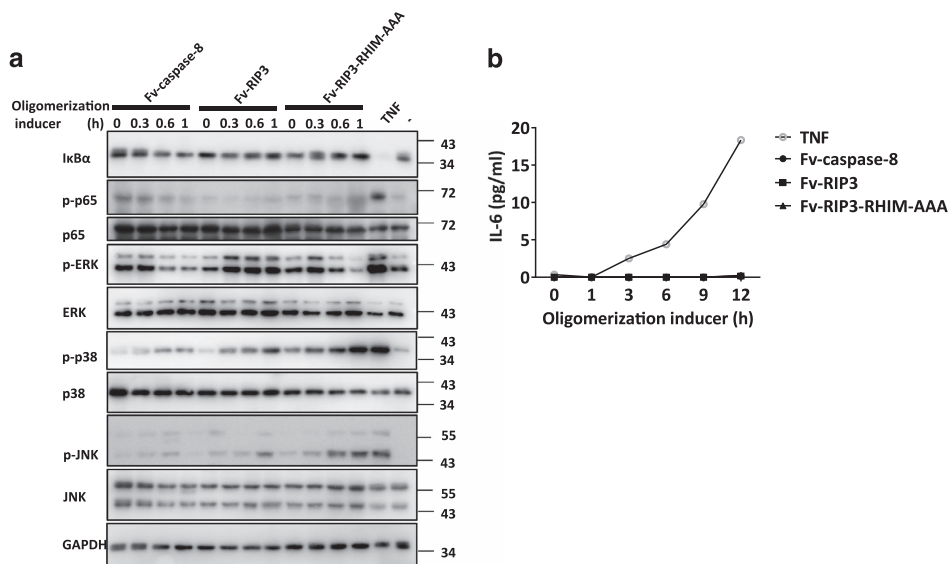 a
Fv-caspase-8
Fv-RIP3
Fv-RIP3-RHIM-AAA
TNF
-
Oligomerization
inducer (h) 0 0.3 0.6 1 0 0.3 0.6 1 0 0.3 0.6 1
IκBα
43
34
p-p65
72
p65
72
p-ERK
43
ERK
43
p-p38
43
34
p38
43
34
p-JNK
55
43
JNK
55
43
GAPDH
34
b
IL-6 (pg/ml)
20
15
10
5
0
0 1 3 6 9 12
Oligomerization inducer (h)
TNF
Fv-caspase-8
Fv-RIP3
Fv-RIP3-RHIM-AAA